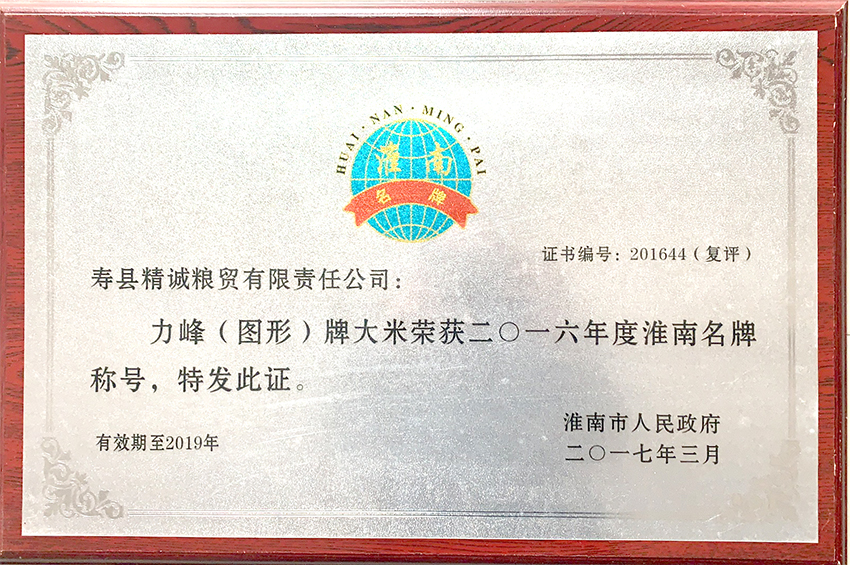 HUAI·NAN·MING·PAI
淮南
名牌
证书编号：201644（复评）
寿县精诚粮贸有限责任公司：
力峰（图形）牌大米荣获二〇一六年度淮南名牌
称号，特发此证。
淮南市人民政府
有效期至2019年
二〇一七年三月